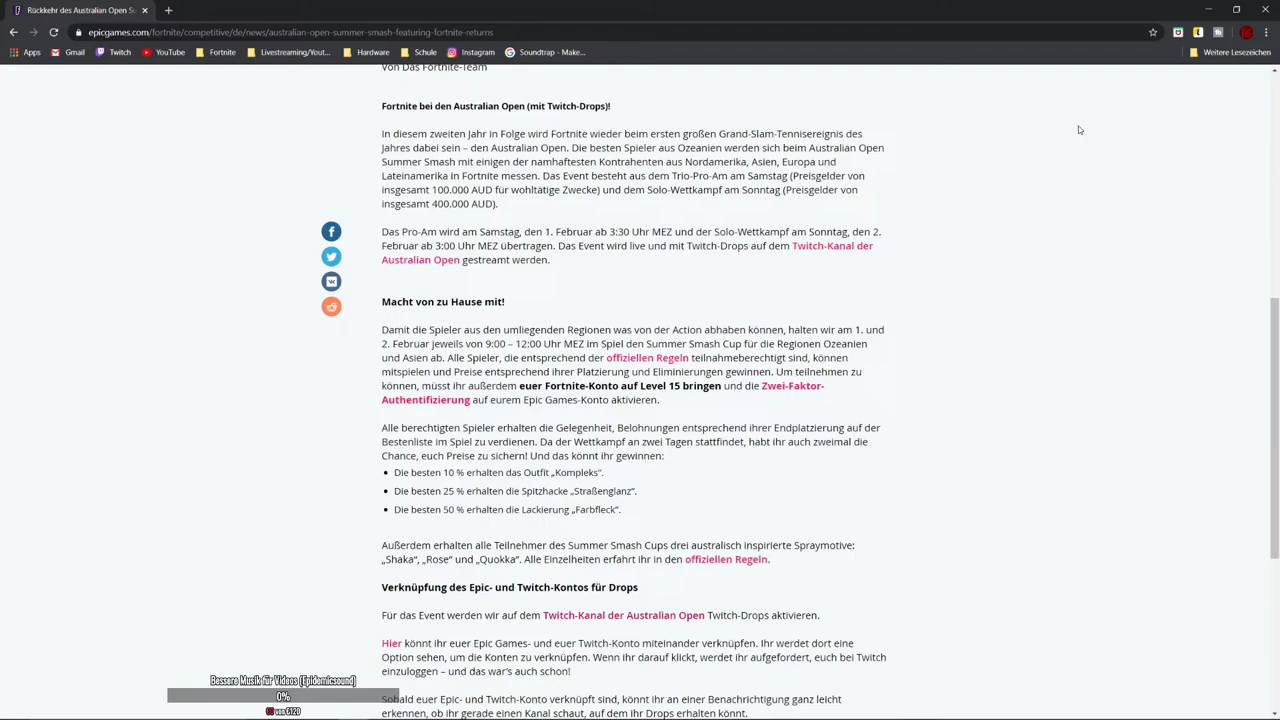 Rückkehr des Australian Open Su
epicgames.com/fortnite/competitive/de/news/australian-open-summer-smash-featuring-fortnite-returns
Apps Gmail Twitch YouTube Fortnite Livestreaming/Yout... Hardware Schule Instagram Soundtrap - Make... Weitere Lesezeichen
Von Das Fortnite-Team
Fortnite bei den Australian Open (mit Twitch-Drops)!
In diesem zweiten Jahr in Folge wird Fortnite wieder beim ersten großen Grand-Slam-Tennisereignis des
Jahres dabei sein – den Australian Open. Die besten Spieler aus Ozeanien werden sich beim Australian Open
Summer Smash mit einigen der namhaftesten Kontrahenten aus Nordamerika, Asien, Europa und
Lateinamerika in Fortnite messen. Das Event besteht aus dem Trio-Pro-Am am Samstag (Preisgelder von
insgesamt 100.000 AUD für wohltätige Zwecke) und dem Solo-Wettkampf am Sonntag (Preisgelder von
insgesamt 400.000 AUD).
Das Pro-Am wird am Samstag, den 1. Februar ab 3:30 Uhr MEZ und der Solo-Wettkampf am Sonntag, den 2.
Februar ab 3:00 Uhr MEZ übertragen. Das Event wird live und mit Twitch-Drops auf dem Twitch-Kanal der
Australian Open gestreamt werden.
Macht von zu Hause mit!
Damit die Spieler aus den umliegenden Regionen was von der Action abhaben können, halten wir am 1. und
2. Februar jeweils von 9:00 – 12:00 Uhr MEZ im Spiel den Summer Smash Cup für die Regionen Ozeanien
und Asien ab. Alle Spieler, die entsprechend der offiziellen Regeln teilnahmeberechtigt sind, können
mitspielen und Preise entsprechend ihrer Platzierung und Eliminierungen gewinnen. Um teilnehmen zu
können, müsst ihr außerdem euer Fortnite-Konto auf Level 15 bringen und die Zwei-Faktor-
Authentifizierung auf eurem Epic Games-Konto aktivieren.
Alle berechtigten Spieler erhalten die Gelegenheit, Belohnungen entsprechend ihrer Endplatzierung auf der
Bestenliste im Spiel zu verdienen. Da der Wettkampf an zwei Tagen stattfindet, habt ihr auch zweimal die
Chance, euch Preise zu sichern! Und das könnt ihr gewinnen:
• Die besten 10 % erhalten das Outfit „Kompleks“.
• Die besten 25 % erhalten die Spitzhacke „Straßenglanz“.
• Die besten 50 % erhalten die Lackierung „Farbfleck“.
Außerdem erhalten alle Teilnehmer des Summer Smash Cups drei australisch inspirierte Spraymotive:
„Shaka“, „Rose“ und „Quokka“. Alle Einzelheiten erfahrt ihr in den offiziellen Regeln.
Verknüpfung des Epic- und Twitch-Kontos für Drops
Für das Event werden wir auf dem Twitch-Kanal der Australian Open Twitch-Drops aktivieren.
Hier könnt ihr euer Epic Games- und euer Twitch-Konto miteinander verknüpfen. Ihr werdet dort eine
Option sehen, um die Konten zu verknüpfen. Wenn ihr darauf klickt, werdet ihr aufgefordert, euch bei Twitch
einzuloggen – und das war's auch schon!
Bessere Musik für Videos (Epidemicsound)
0%
€0 von €120
Sobald euer Epic- und Twitch-Konto verknüpft sind, könnt ihr an einer Benachrichtigung ganz leicht
erkennen, ob ihr gerade einen Kanal schaut, auf dem ihr Drops erhalten könnt.